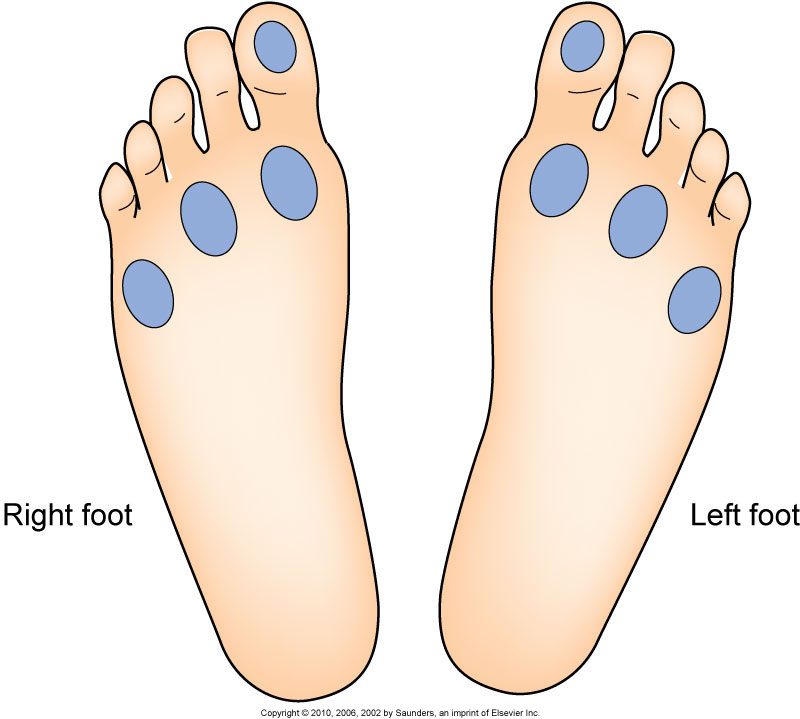 Right foot
Left foot
Copyright © 2010, 2006, 2002 by Saunders, an imprint of Elsevier Inc.